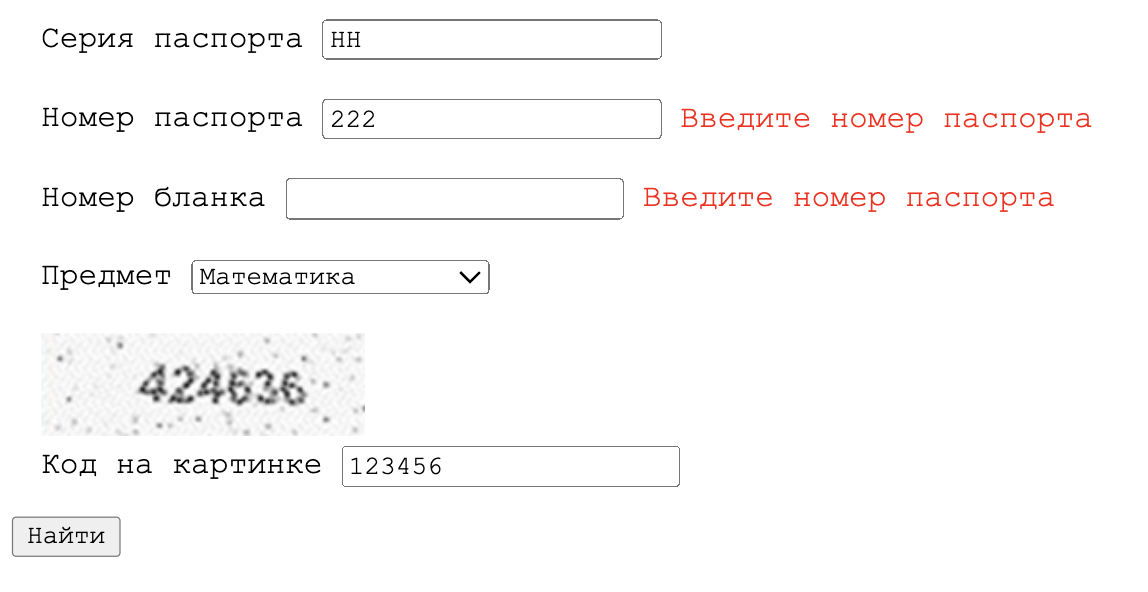 Серия паспорта НН
Номер паспорта 222 Введите номер паспорта
Номер бланка Введите номер паспорта
Предмет Математика
424636
Код на картинке 123456
Найти